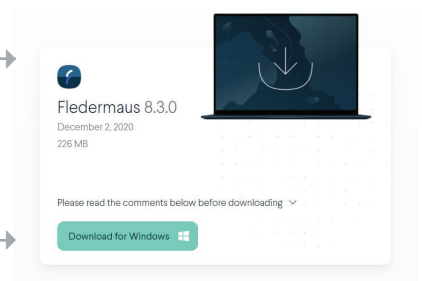 Fledermaus 8.3.0
December 2, 2020
226 MB
Please read the comments below before downloading
Download for Windows